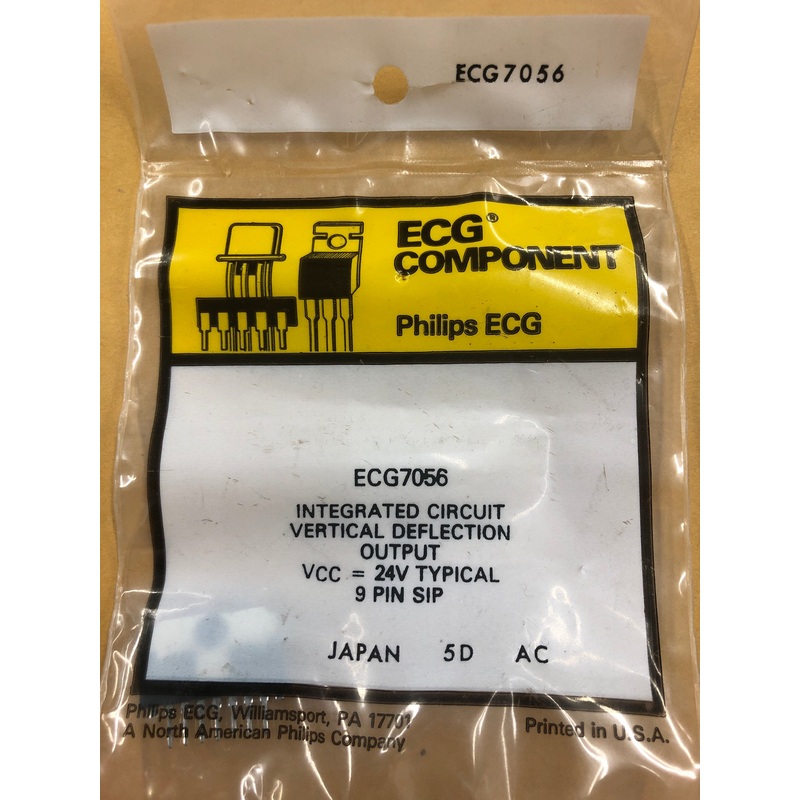 ECG7056
ECG®
COMPONENT
Philips ECG
ECG7056
INTEGRATED CIRCUIT
VERTICAL DEFLECTION
OUTPUT
VCC = 24V TYPICAL
9 PIN SIP
JAPAN 5D AC
Philips ECG, Williamsport, PA 17701
A North American Philips Company
Printed in U.S.A.